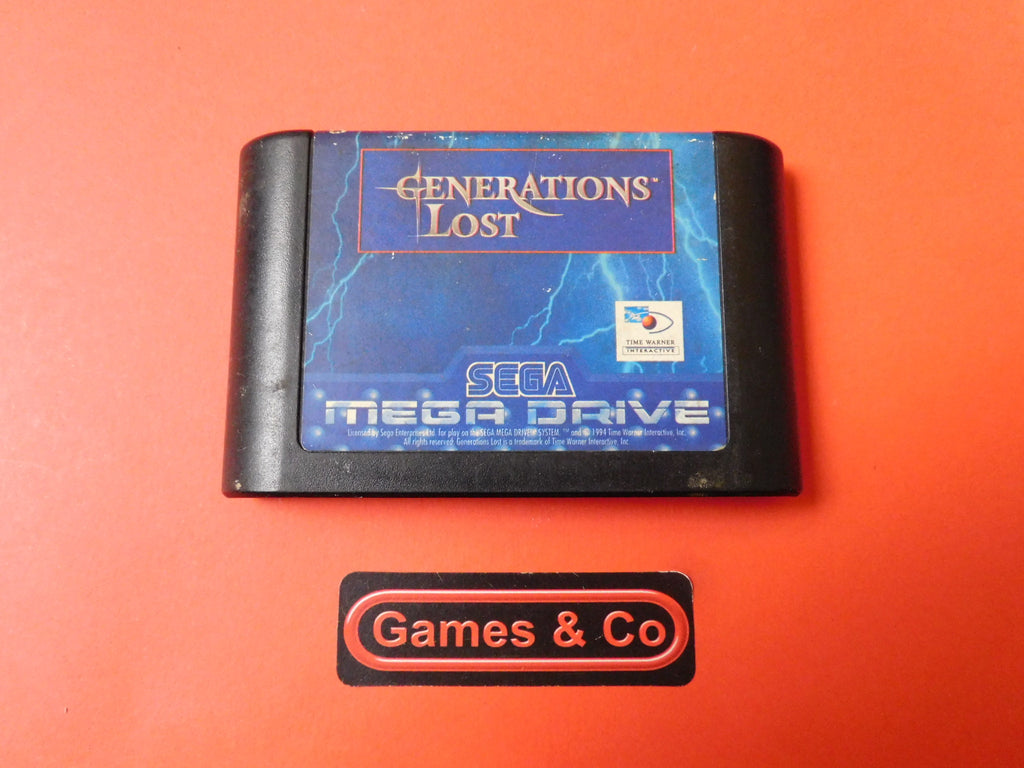 GENERATIONS™
LOST
TIME WARNER
INTERACTIVE
SEGA
MEGA DRIVE
Licensed by Sega Enterprises Ltd. For play on the SEGA MEGA DRIVE SYSTEM. ™ and © 1994 Time Warner Interactive, Inc.
All rights reserved. Generations Lost is a trademark of Time Warner Interactive, Inc.
Games & Co